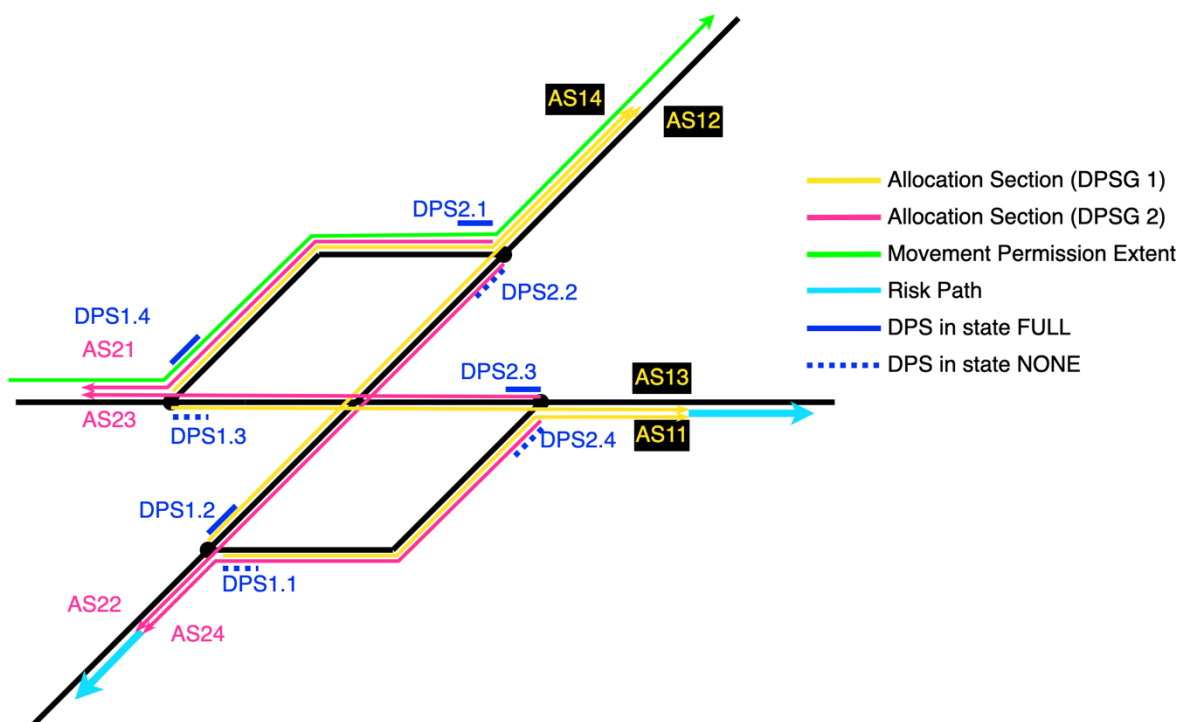 AS14
AS12
Allocation Section (DPSG 1)
Allocation Section (DPSG 2)
Movement Permission Extent
Risk Path
DPS in state FULL
DPS in state NONE
DPS2.1
DPS2.2
DPS1.4
AS21
DPS2.3
AS13
AS23
DPS1.3
AS11
DPS2.4
DPS1.2
DPS1.1
AS22
AS24